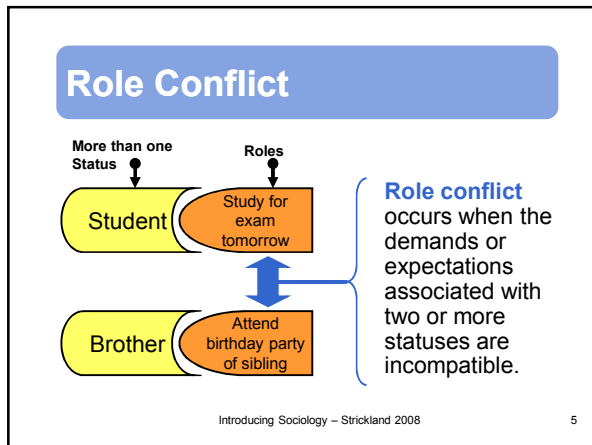 Role Conflict
More than one
Status
Roles
Student
Study for
exam
tomorrow
Brother
Attend
birthday party
of sibling
Role conflict
occurs when the
demands or
expectations
associated with
two or more
statuses are
incompatible.
Introducing Sociology – Strickland 2008
5